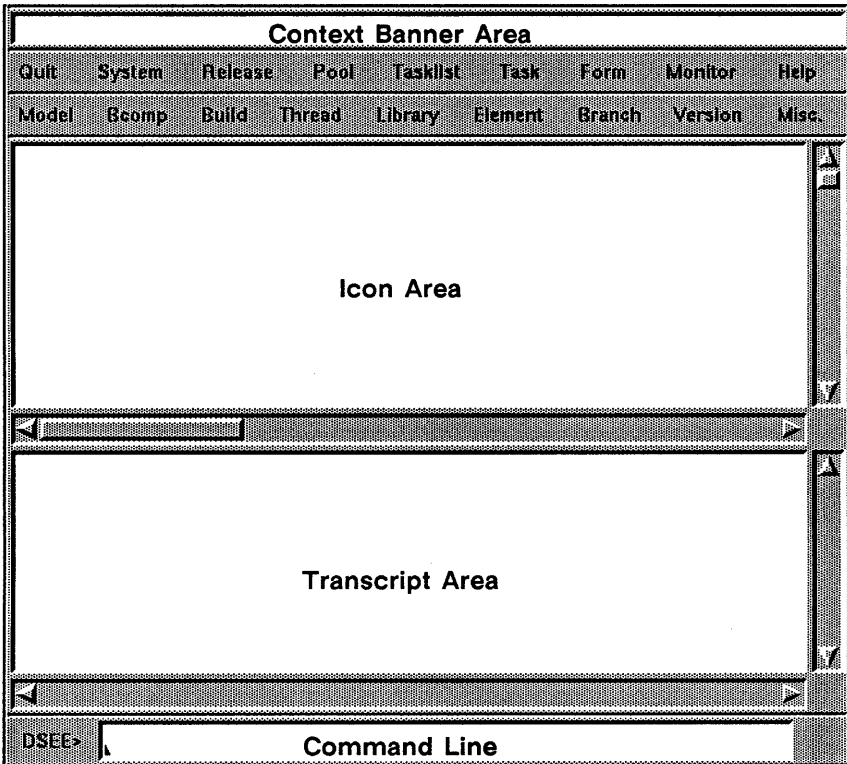 Context Banner Area
Quit System Release Pool Tasklist Task Form Monitor Help
Model Bcomp Build Thread Library Element Branch Version Misc.
Icon Area
Transcript Area
DSEE> Command Line